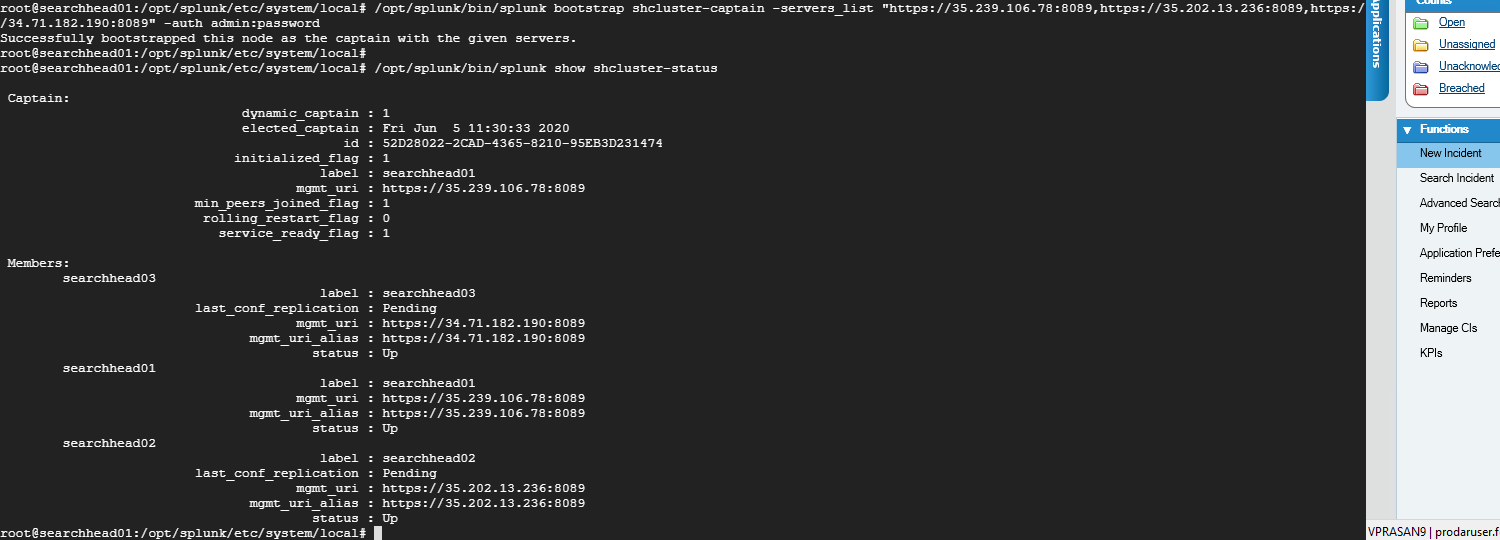 root@searchhead01:/opt/splunk/etc/system/local# /opt/splunk/bin/splunk bootstrap shcluster-captain -servers_list "https://35.239.106.78:8089,https://35.202.13.236:8089,https:/
/34.71.182.190:8089" -auth admin:password
Successfully bootstrapped this node as the captain with the given servers.
root@searchhead01:/opt/splunk/etc/system/local#
root@searchhead01:/opt/splunk/etc/system/local# /opt/splunk/bin/splunk show shcluster-status
Captain:
dynamic_captain : 1
elected_captain : Fri Jun  5 11:30:33 2020
id : 52D28022-2CAD-4365-8210-95EB3D231474
initialized_flag : 1
label : searchhead01
mgmt_uri : https://35.239.106.78:8089
min_peers_joined_flag : 1
rolling_restart_flag : 0
service_ready_flag : 1
Members:
searchhead03
label : searchhead03
last_conf_replication : Pending
mgmt_uri : https://34.71.182.190:8089
mgmt_uri_alias : https://34.71.182.190:8089
status : Up
searchhead01
label : searchhead01
mgmt_uri : https://35.239.106.78:8089
mgmt_uri_alias : https://35.239.106.78:8089
status : Up
searchhead02
label : searchhead02
last_conf_replication : Pending
mgmt_uri : https://35.202.13.236:8089
mgmt_uri_alias : https://35.202.13.236:8089
status : Up
root@searchhead01:/opt/splunk/etc/system/local#
pplications
Counts
Open
Unassigned
Unacknowled
Breached
Functions
New Incident
Search Incident
Advanced Search
My Profile
Application Prefe
Reminders
Reports
Manage CIs
KPIs
VPRASAN9 | prodaruser.f